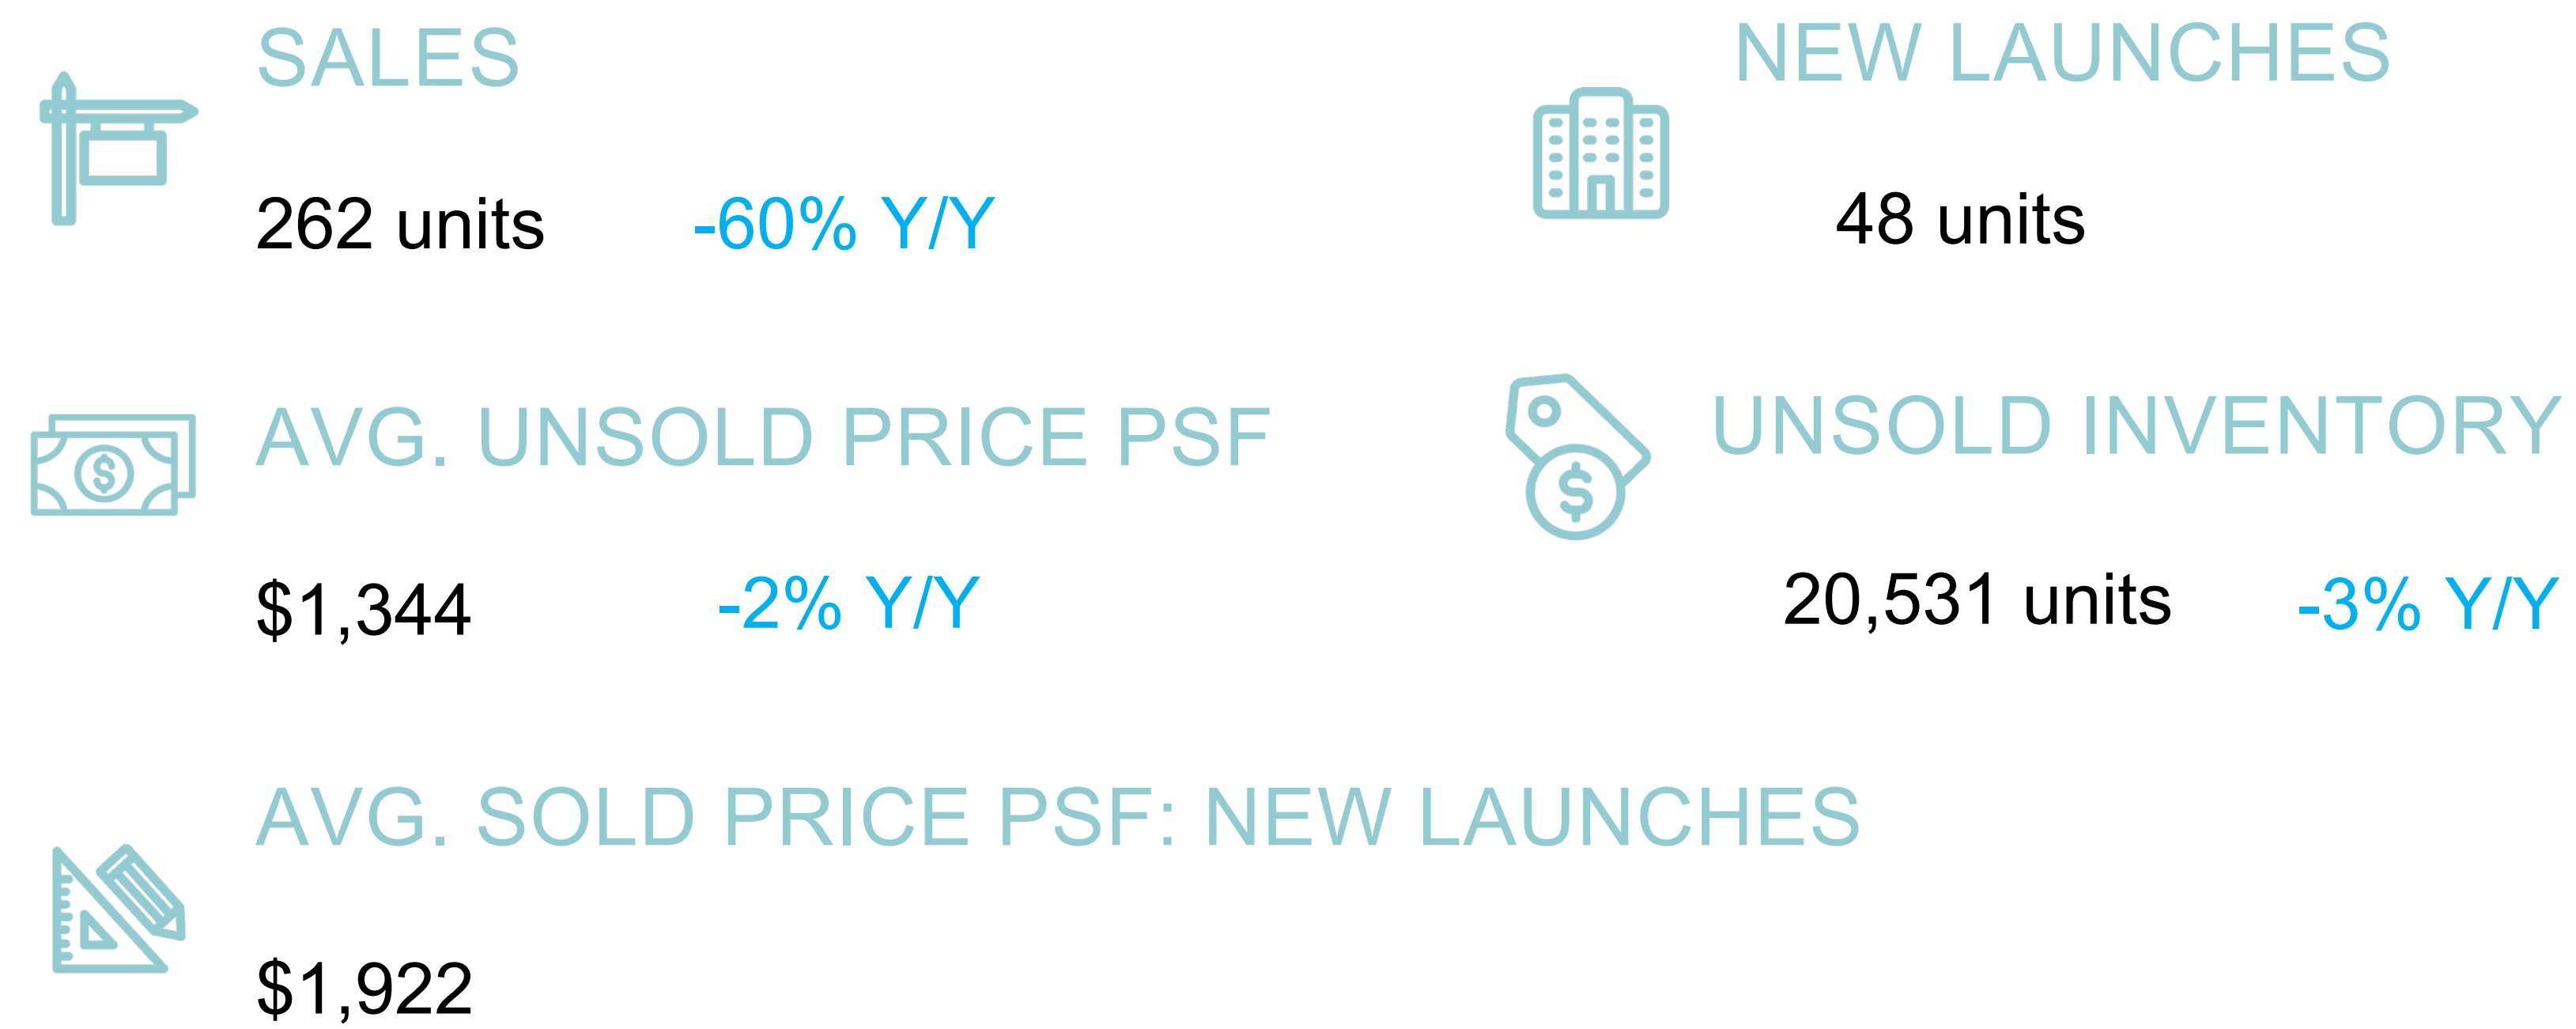 SALES
262 units -60% Y/Y
NEW LAUNCHES
48 units
AVG. UNSOLD PRICE PSF
$1,344 -2% Y/Y
UNSOLD INVENTORY
20,531 units -3% Y/Y
AVG. SOLD PRICE PSF: NEW LAUNCHES
$1,922